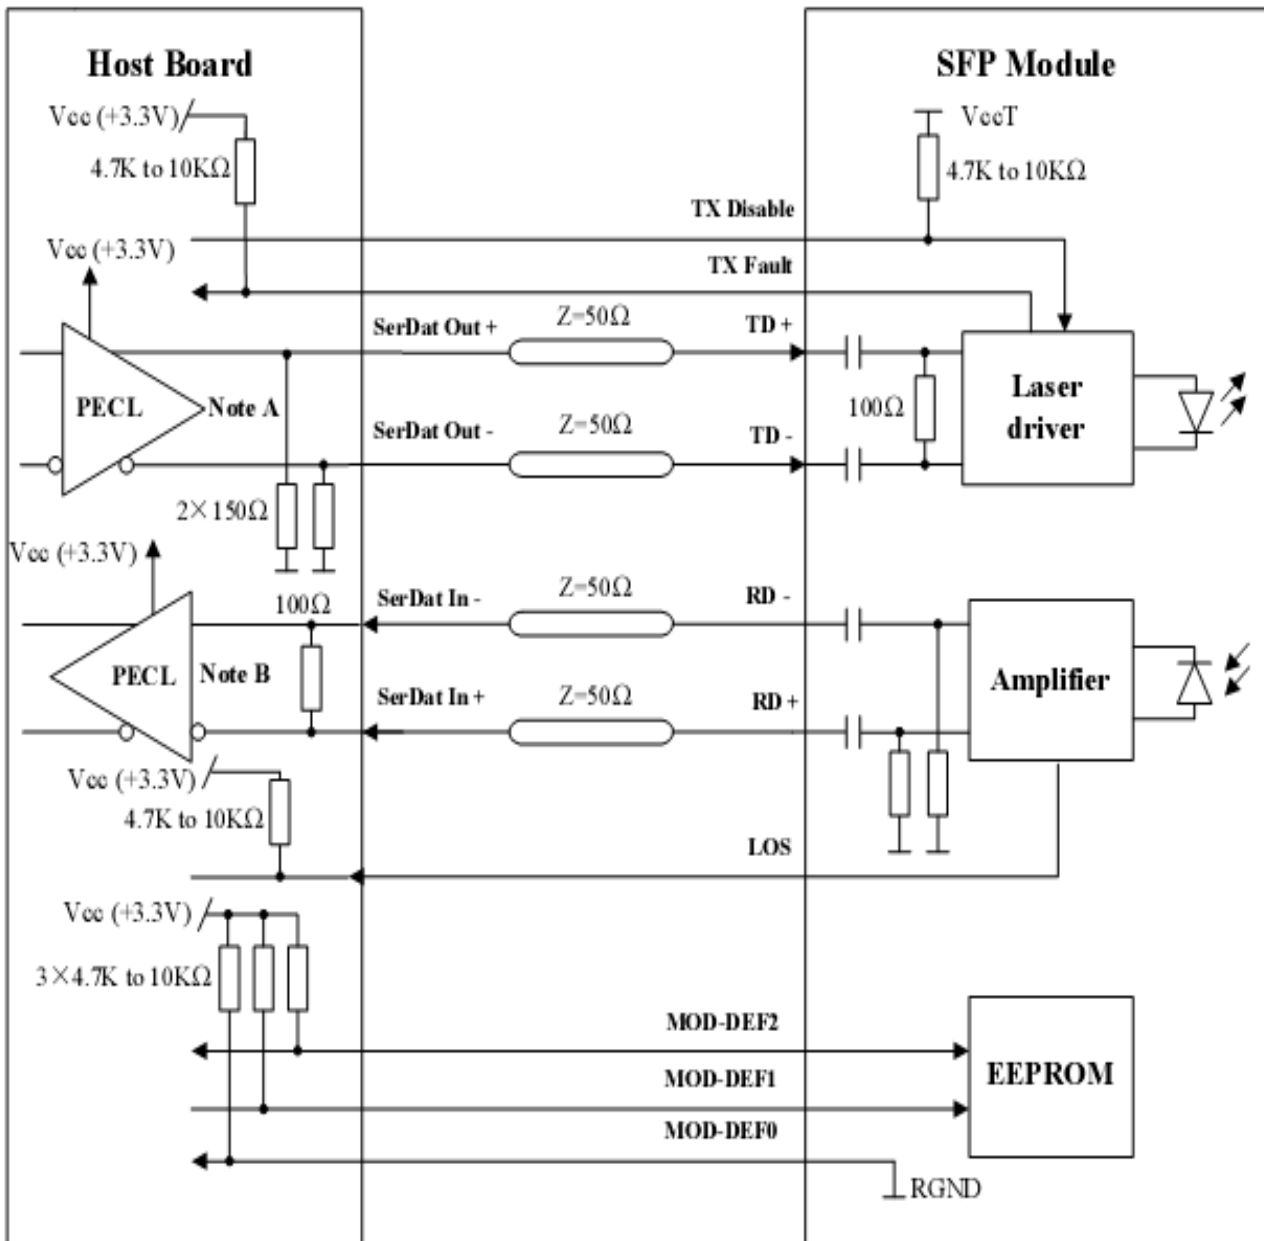 Host Board
SFP Module
Vcc (+3.3V)
VccT
4.7K to 10KΩ
4.7K to 10KΩ
TX Disable
Vcc (+3.3V)
TX Fault
SerDat Out +
Z=50Ω
TD +
PECL
Note A
100Ω
Laser
driver
SerDat Out -
Z=50Ω
TD -
2×150Ω
Vcc (+3.3V)
100Ω
SerDat In -
Z=50Ω
RD -
PECL
Note B
Amplifier
SerDat In +
Z=50Ω
RD +
Vcc (+3.3V)
4.7K to 10KΩ
LOS
Vcc (+3.3V)
3×4.7K to 10KΩ
MOD-DEF2
EEPROM
MOD-DEF1
MOD-DEF0
RGND